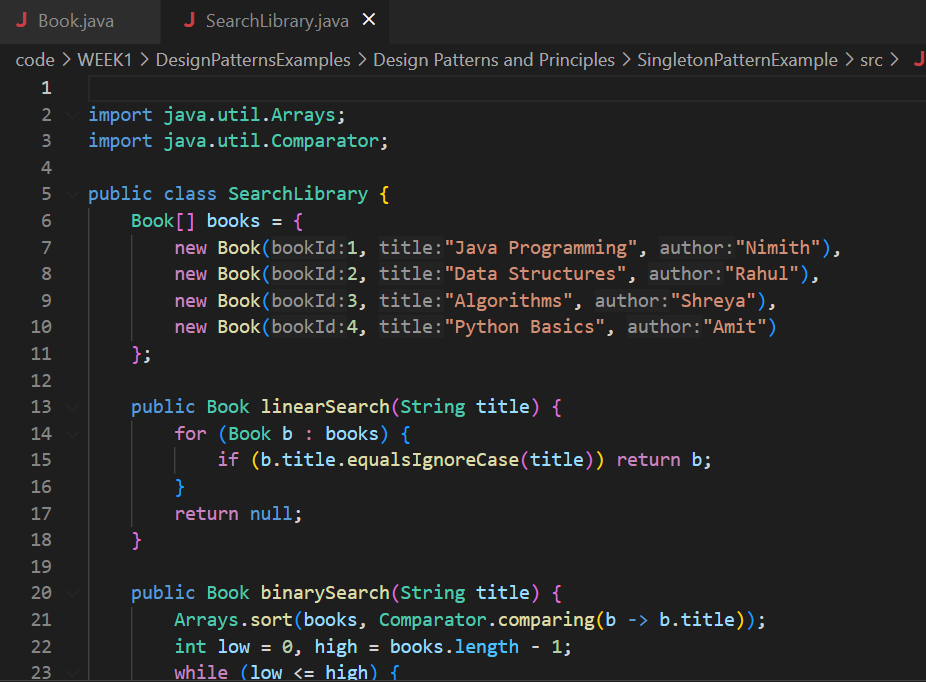 J Book.java J SearchLibrary.java ×
code > WEEK1 > DesignPatternsExamples > Design Patterns and Principles > SingletonPatternExample > src > J
1
2 import java.util.Arrays;
3 import java.util.Comparator;
4
5 public class SearchLibrary {
6     Book[] books = {
7         new Book(bookId:1, title:"Java Programming", author:"Nimith"),
8         new Book(bookId:2, title:"Data Structures", author:"Rahul"),
9         new Book(bookId:3, title:"Algorithms", author:"Shreya"),
10         new Book(bookId:4, title:"Python Basics", author:"Amit")
11     };
12
13     public Book linearSearch(String title) {
14         for (Book b : books) {
15             if (b.title.equalsIgnoreCase(title)) return b;
16         }
17         return null;
18     }
19
20     public Book binarySearch(String title) {
21         Arrays.sort(books, Comparator.comparing(b -> b.title));
22         int low = 0, high = books.length - 1;
23         while (low <= high) {